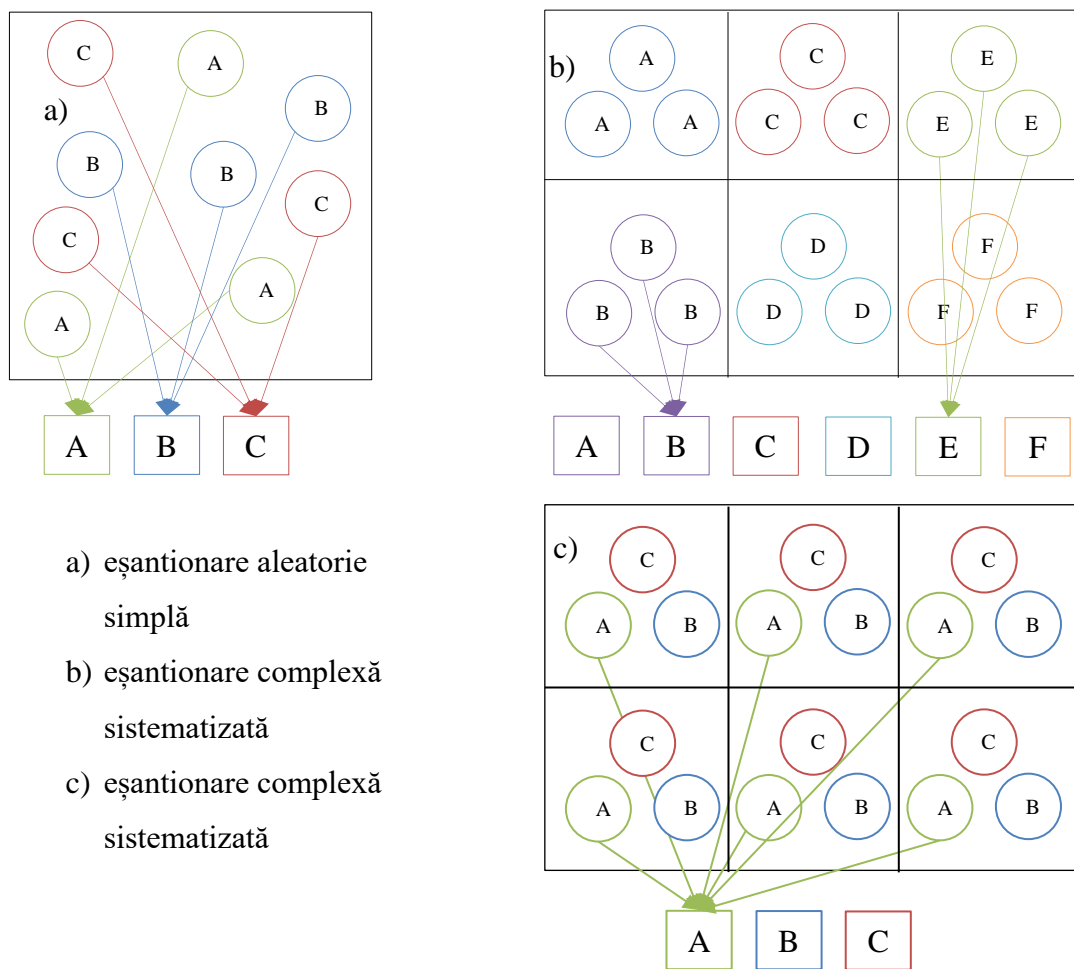 C
A
a)
B
B
B
C
C
A
A
A B C
b)
A
C
E
A A
C C
E E
B
D
F
B B
D D
F F
A B C D E F
a) eșantionare aleatorie
simplă
b) eșantionare complexă
sistematizată
c) eșantionare complexă
sistematizată
c)
C
C
C
A B
A B
A B
C
C
C
A B
A B
A B
A B C